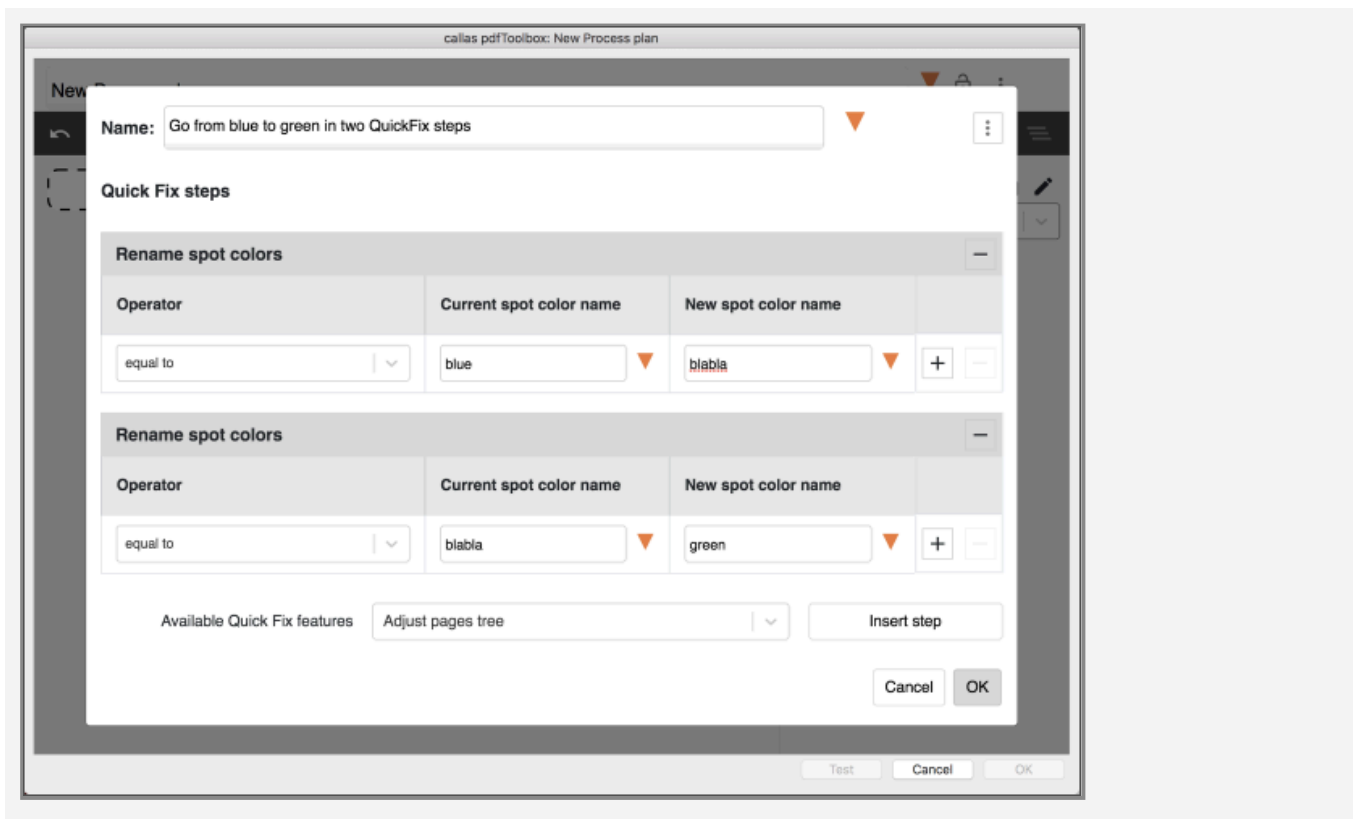 callas pdfToolbox: New Process plan
New
Name: Go from blue to green in two QuickFix steps
Quick Fix steps
Rename spot colors
Operator Current spot color name New spot color name
equal to blue blabla
Rename spot colors
Operator Current spot color name New spot color name
equal to blabla green
Available Quick Fix features Adjust pages tree Insert step
Cancel OK
Test Cancel OK